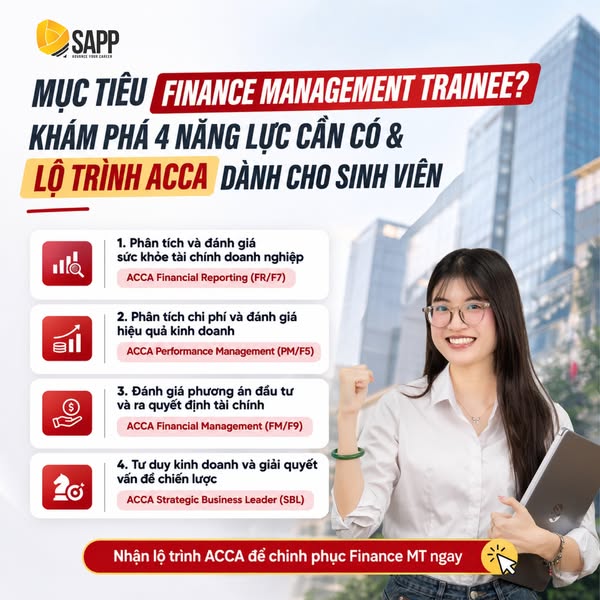 SAPP
ADVANCE YOUR CAREER
MỤC TIÊU FINANCE MANAGEMENT TRAINEE?
KHÁM PHÁ 4 NĂNG LỰC CẦN CÓ &
LỘ TRÌNH ACCA DÀNH CHO SINH VIÊN
1. Phân tích và đánh giá
sức khỏe tài chính doanh nghiệp
ACCA Financial Reporting (FR/F7)
2. Phân tích chi phí và đánh giá
hiệu quả kinh doanh
ACCA Performance Management (PM/F5)
3. Đánh giá phương án đầu tư
và ra quyết định tài chính
ACCA Financial Management (FM/F9)
4. Tư duy kinh doanh và giải quyết
vấn đề chiến lược
ACCA Strategic Business Leader (SBL)
Nhận lộ trình ACCA để chinh phục Finance MT ngay